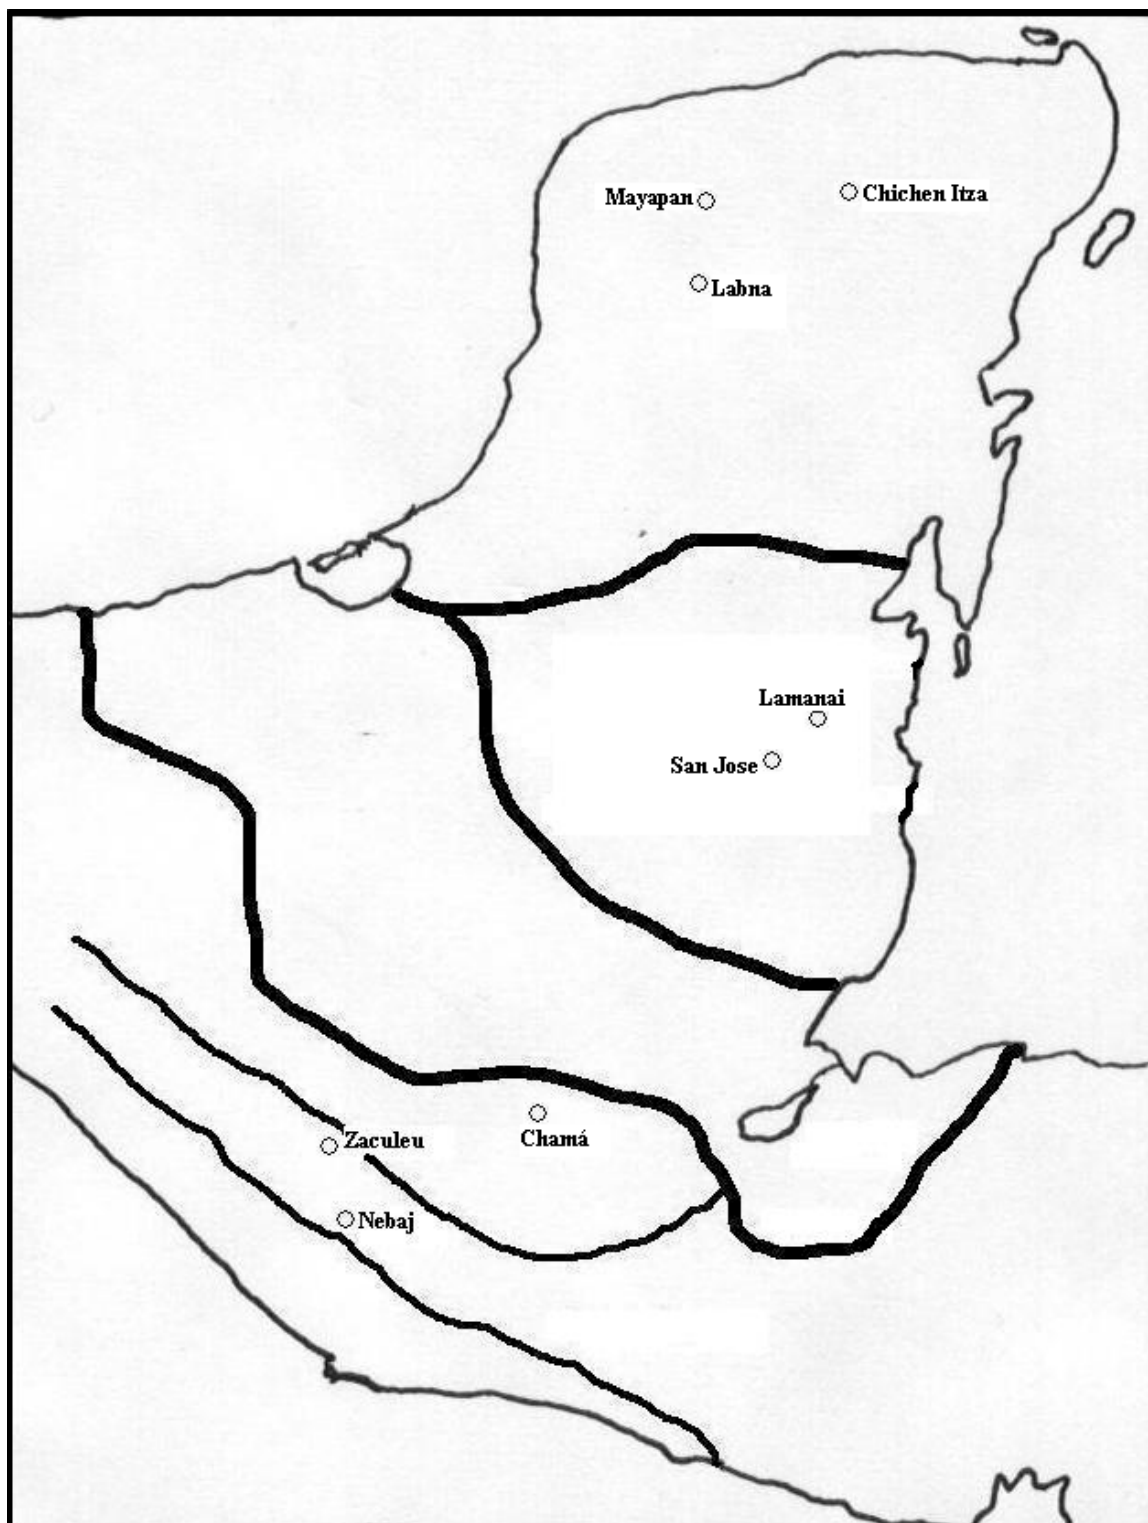 Mayapan
Chichen Itza
Labna
Lamanai
San Jose
Zaculeu
Chamá
Nebaj